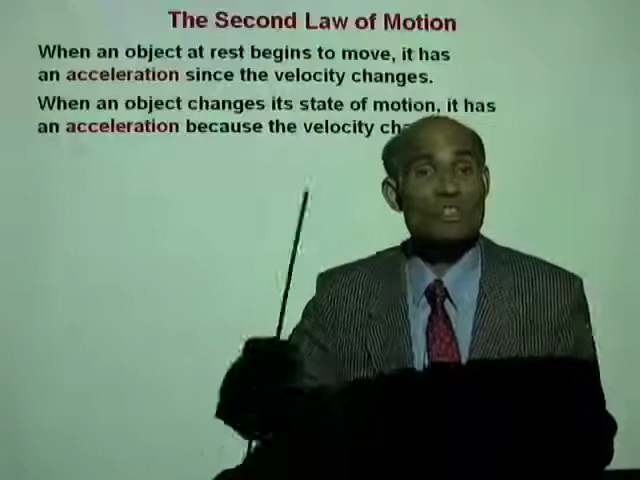 The Second Law of Motion
When an object at rest begins to move, it has
an acceleration since the velocity changes.
When an object changes its state of motion, it has
an acceleration because the velocity